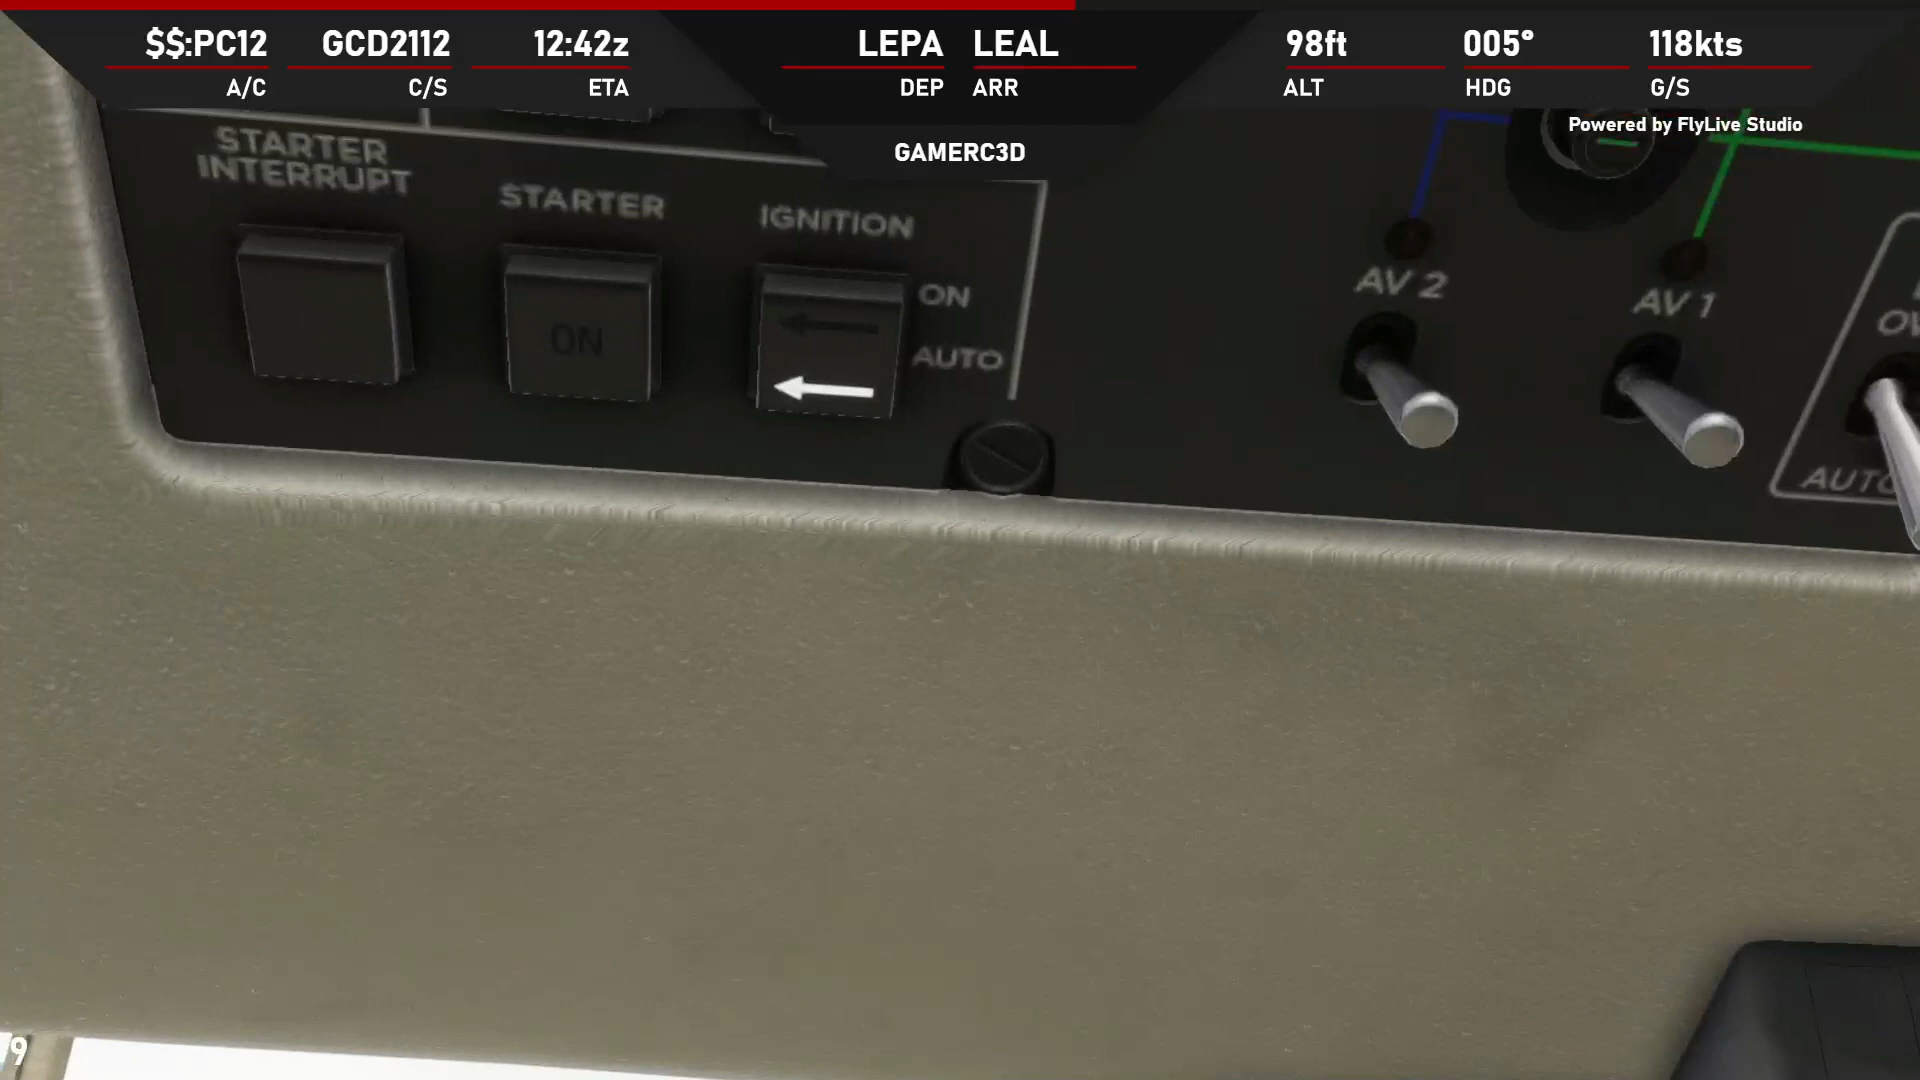 $$:PC12 GCD2112 12:42z LEPA LEAL 98ft 005° 118kts
A/C C/S ETA DEP ARR ALT HDG G/S
Powered by FlyLive Studio
GAMERC3D
STARTER
INTERRUPT
STARTER
IGNITION
ON
AUTO
ON
AV 2
AV 1
AUTO
9